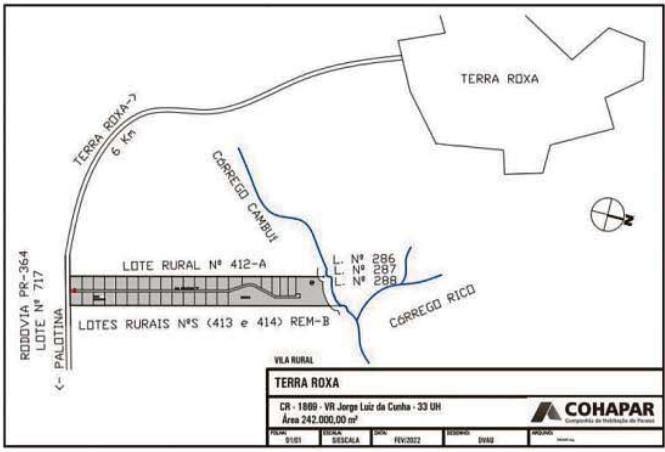 TERRA ROXA
TERRA ROXA->
6 Km
CÓRREGO CAMBUI
N
LOTE RURAL Nº 412-A
L. Nº 286
L. Nº 287
L. Nº 288
RODOVIA PR-364
LOTE Nº 717
<- PALOTINA
LOTES RURAIS NºS (413 e 414) REM-B
CÓRREGO RICO
VILA RURAL
TERRA ROXA
CR - 1869 - VR Jorge Luiz da Cunha - 33 UH
Área 242.000,00 m²
COHAPAR
Companhia de Habitação do Paraná
FOLHA:
01/01
ESCALA:
S/ESCALA
DATA:
FEV/2022
DESENHO:
DVAU
ARQUIVO: